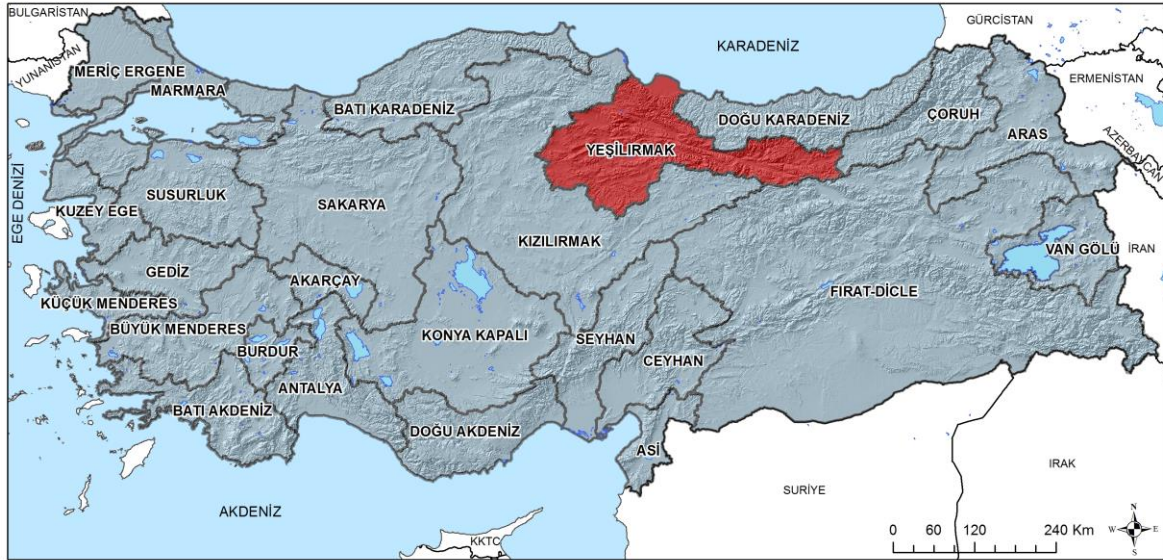 BULGARİSTAN
GÜRCİSTAN
KARADENİZ
YUNANİSTAN
MERİÇ ERGENE
ERMENİSTAN
MARMARA
BATI KARADENİZ
DOĞU KARADENİZ
ÇORUH
ARAS
YEŞİLIRMAK
AZERBAYCAN
EGE DENİZİ
SUSURLUK
SAKARYA
KUZEY EGE
KIZILIRMAK
VAN GÖLÜ
İRAN
GEDİZ
AKARÇAY
FIRAT-DİCLE
KÜÇÜK MENDERES
BÜYÜK MENDERES
KONYA KAPALI
SEYHAN
BURDUR
CEYHAN
ANTALYA
BATI AKDENİZ
DOĞU AKDENİZ
ASİ
IRAK
SURİYE
AKDENİZ
KKTC
N
W E
S
0 60 120 240 Km